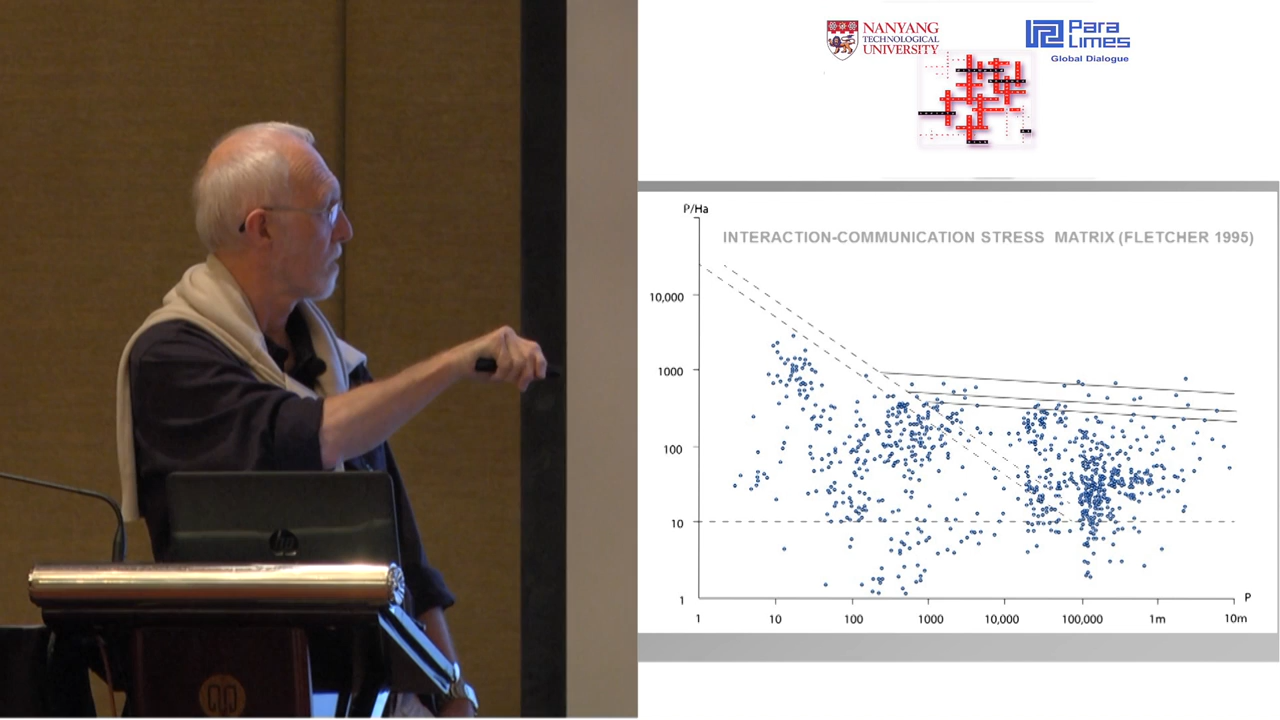 NANYANG
TECHNOLOGICAL
UNIVERSITY
Para
Limes
Global Dialogue
P/Ha
INTERACTION-COMMUNICATION STRESS MATRIX (FLETCHER 1995)
10,000
1000
100
10
1
P
1 10 100 1000 10,000 100,000 1m 10m
hp